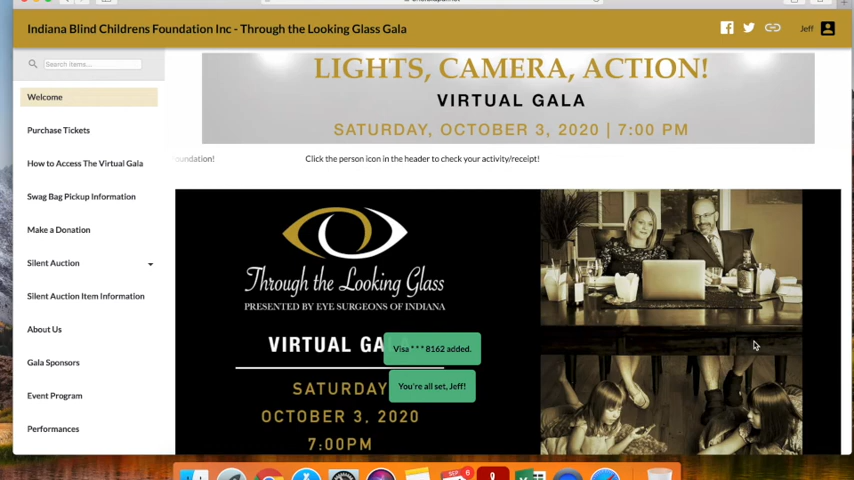 Indiana Blind Childrens Foundation Inc - Through the Looking Glass Gala
Jeff
Search items...
Welcome
Purchase Tickets
How to Access The Virtual Gala
Swag Bag Pickup Information
Make a Donation
Silent Auction
Silent Auction Item Information
About Us
Gala Sponsors
Event Program
Performances
LIGHTS, CAMERA, ACTION!
VIRTUAL GALA
SATURDAY, OCTOBER 3, 2020 | 7:00 PM
oundation!
Click the person icon in the header to check your activity/receipt!
Through the Looking Glass
PRESENTED BY EYE SURGEONS OF INDIANA
VIRTUAL GA
Visa ***8162 added.
You're all set, Jeff!
SATURDAY
OCTOBER 3, 2020
7:00PM
SEP
6